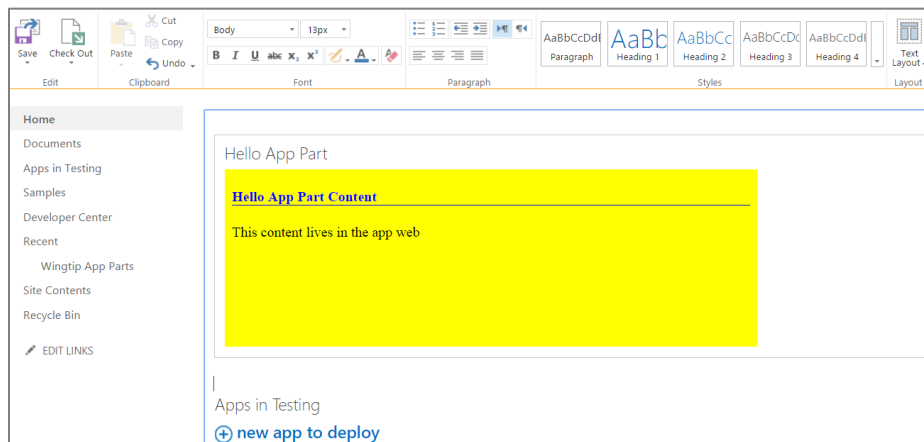 Save
Check Out
Paste
Cut
Copy
Undo
Edit
Clipboard
Body
13px
B I U abc X₂ X²
A
Font
Paragraph
AaBbCcDdI
Paragraph
AaBb
Heading 1
AaBbCc
Heading 2
AaBbCcDc
Heading 3
AaBbCcDdI
Heading 4
Styles
Text
Layout
Layout
Home
Documents
Apps in Testing
Samples
Developer Center
Recent
Wingtip App Parts
Site Contents
Recycle Bin
EDIT LINKS
Hello App Part
Hello App Part Content
This content lives in the app web
Apps in Testing
new app to deploy